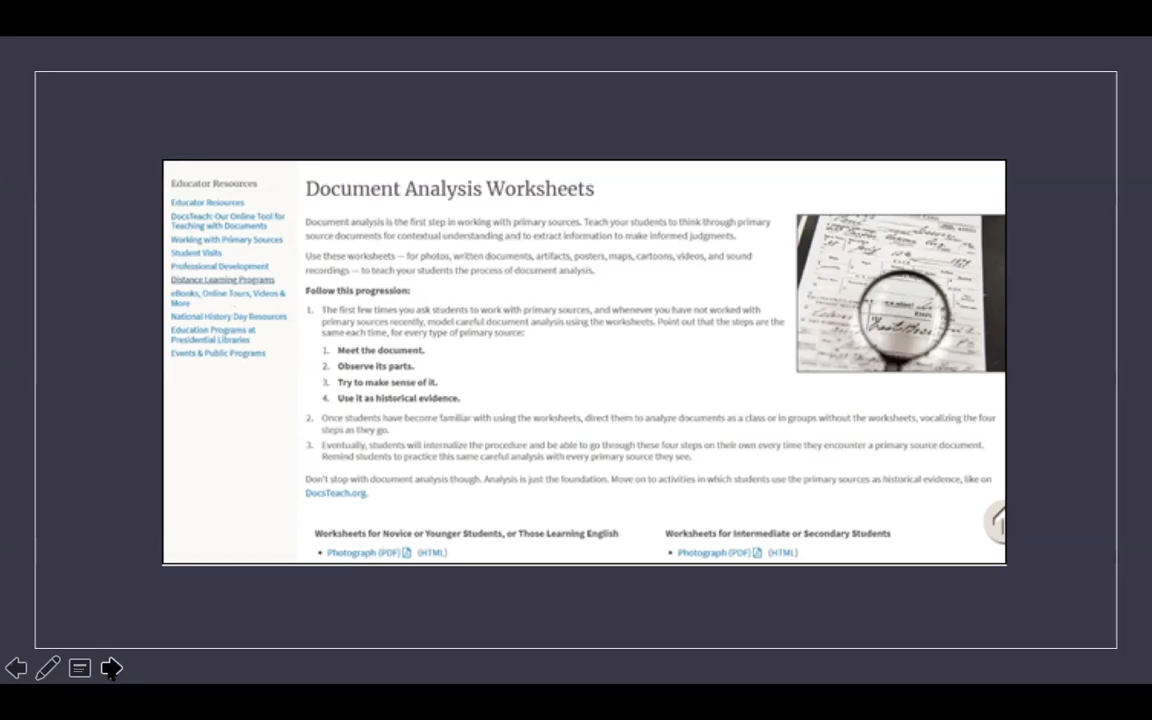 Educator Resources
Educator Resources
DocsTeach: Our Online Tool for
Teaching with Documents
Working with Primary Sources
Student Visits
Professional Development
Distance Learning Programs
eBooks, Online Tours, Videos &
More
National History Day Resources
Education Programs at
Presidential Libraries
Events & Public Programs
Document Analysis Worksheets
Document analysis is the first step in working with primary sources. Teach your students to think through primary
source documents for contextual understanding and to extract information to make informed judgments.
Use these worksheets — for photos, written documents, artifacts, posters, maps, cartoons, videos, and sound
recordings — to teach your students the process of document analysis.
Follow this progression:
1. The first few times you ask students to work with primary sources, and whenever you have not worked with
primary sources recently, model careful document analysis using the worksheets. Point out that the steps are the
same each time, for every type of primary source:
1. Meet the document.
2. Observe its parts.
3. Try to make sense of it.
4. Use it as historical evidence.
2. Once students have become familiar with using the worksheets, direct them to analyze documents as a class or in groups without the worksheets, vocalizing the four
steps as they go.
3. Eventually, students will internalize the procedure and be able to go through these four steps on their own every time they encounter a primary source document.
Remind students to practice this same careful analysis with every primary source they see.
Don't stop with document analysis though. Analysis is just the foundation. Move on to activities in which students use the primary sources as historical evidence, like on
DocsTeach.org.
Worksheets for Novice or Younger Students, or Those Learning English
• Photograph (PDF) (HTML)
Worksheets for Intermediate or Secondary Students
• Photograph (PDF) (HTML)